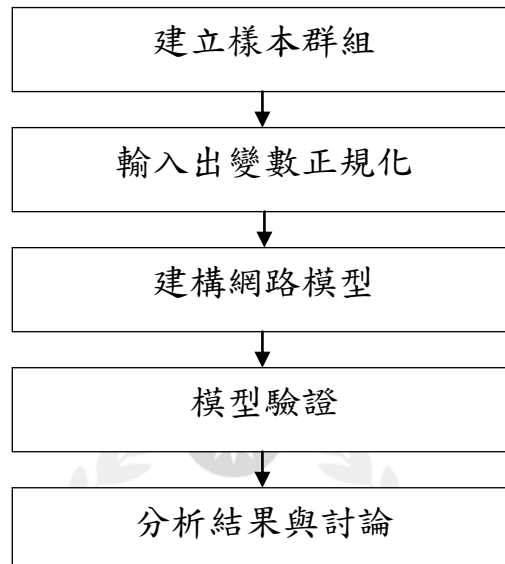 建立樣本群組
輸入出變數正規化
建構網路模型
模型驗證
分析結果與討論